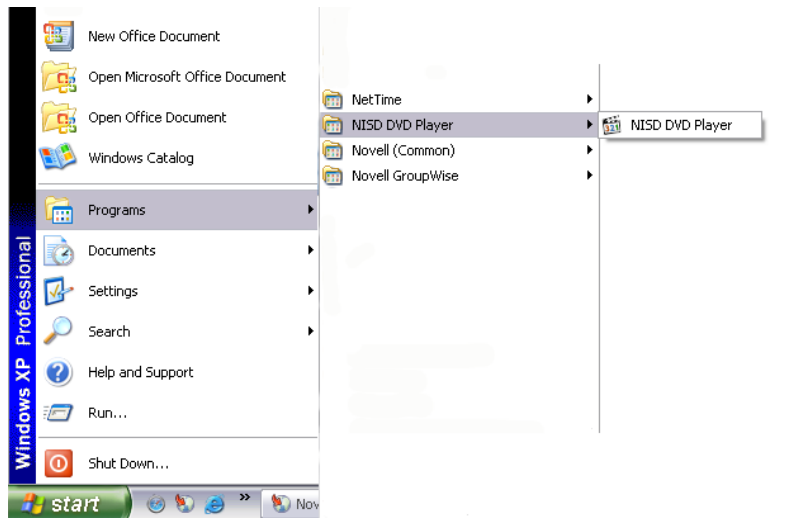 New Office Document
Open Microsoft Office Document
Open Office Document
Windows Catalog
Programs
Documents
Settings
Search
Help and Support
Run...
Shut Down...
Windows XP Professional
NetTime
NISD DVD Player
Novell (Common)
Novell GroupWise
NISD DVD Player
start
»
Nov